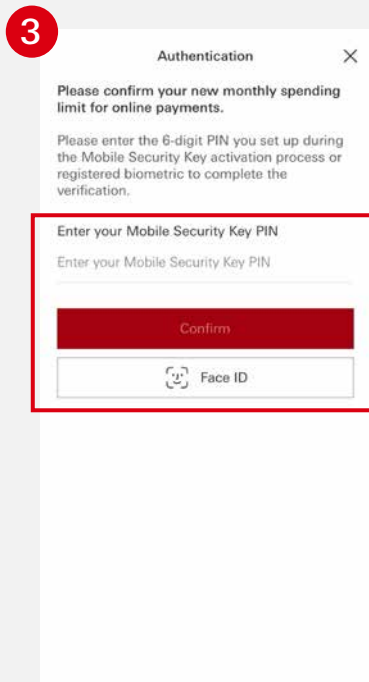 3
Authentication
Please confirm your new monthly spending
limit for online payments.
Please enter the 6-digit PIN you set up during
the Mobile Security Key activation process or
registered biometric to complete the
verification.
Enter your Mobile Security Key PIN
Enter your Mobile Security Key PIN
Confirm
Face ID